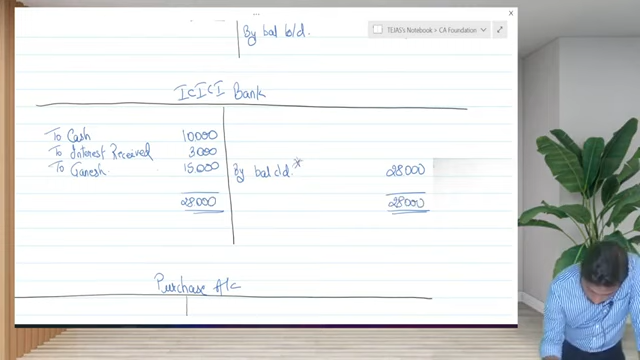 By bal b/d.
TEJAS's Notebook > CA Foundation
ICICI Bank
To Cash 10000
To Interest Received 3000
To Ganesh. 15000 By bal c/d.* 28000
28000 28000
Purchase A/c